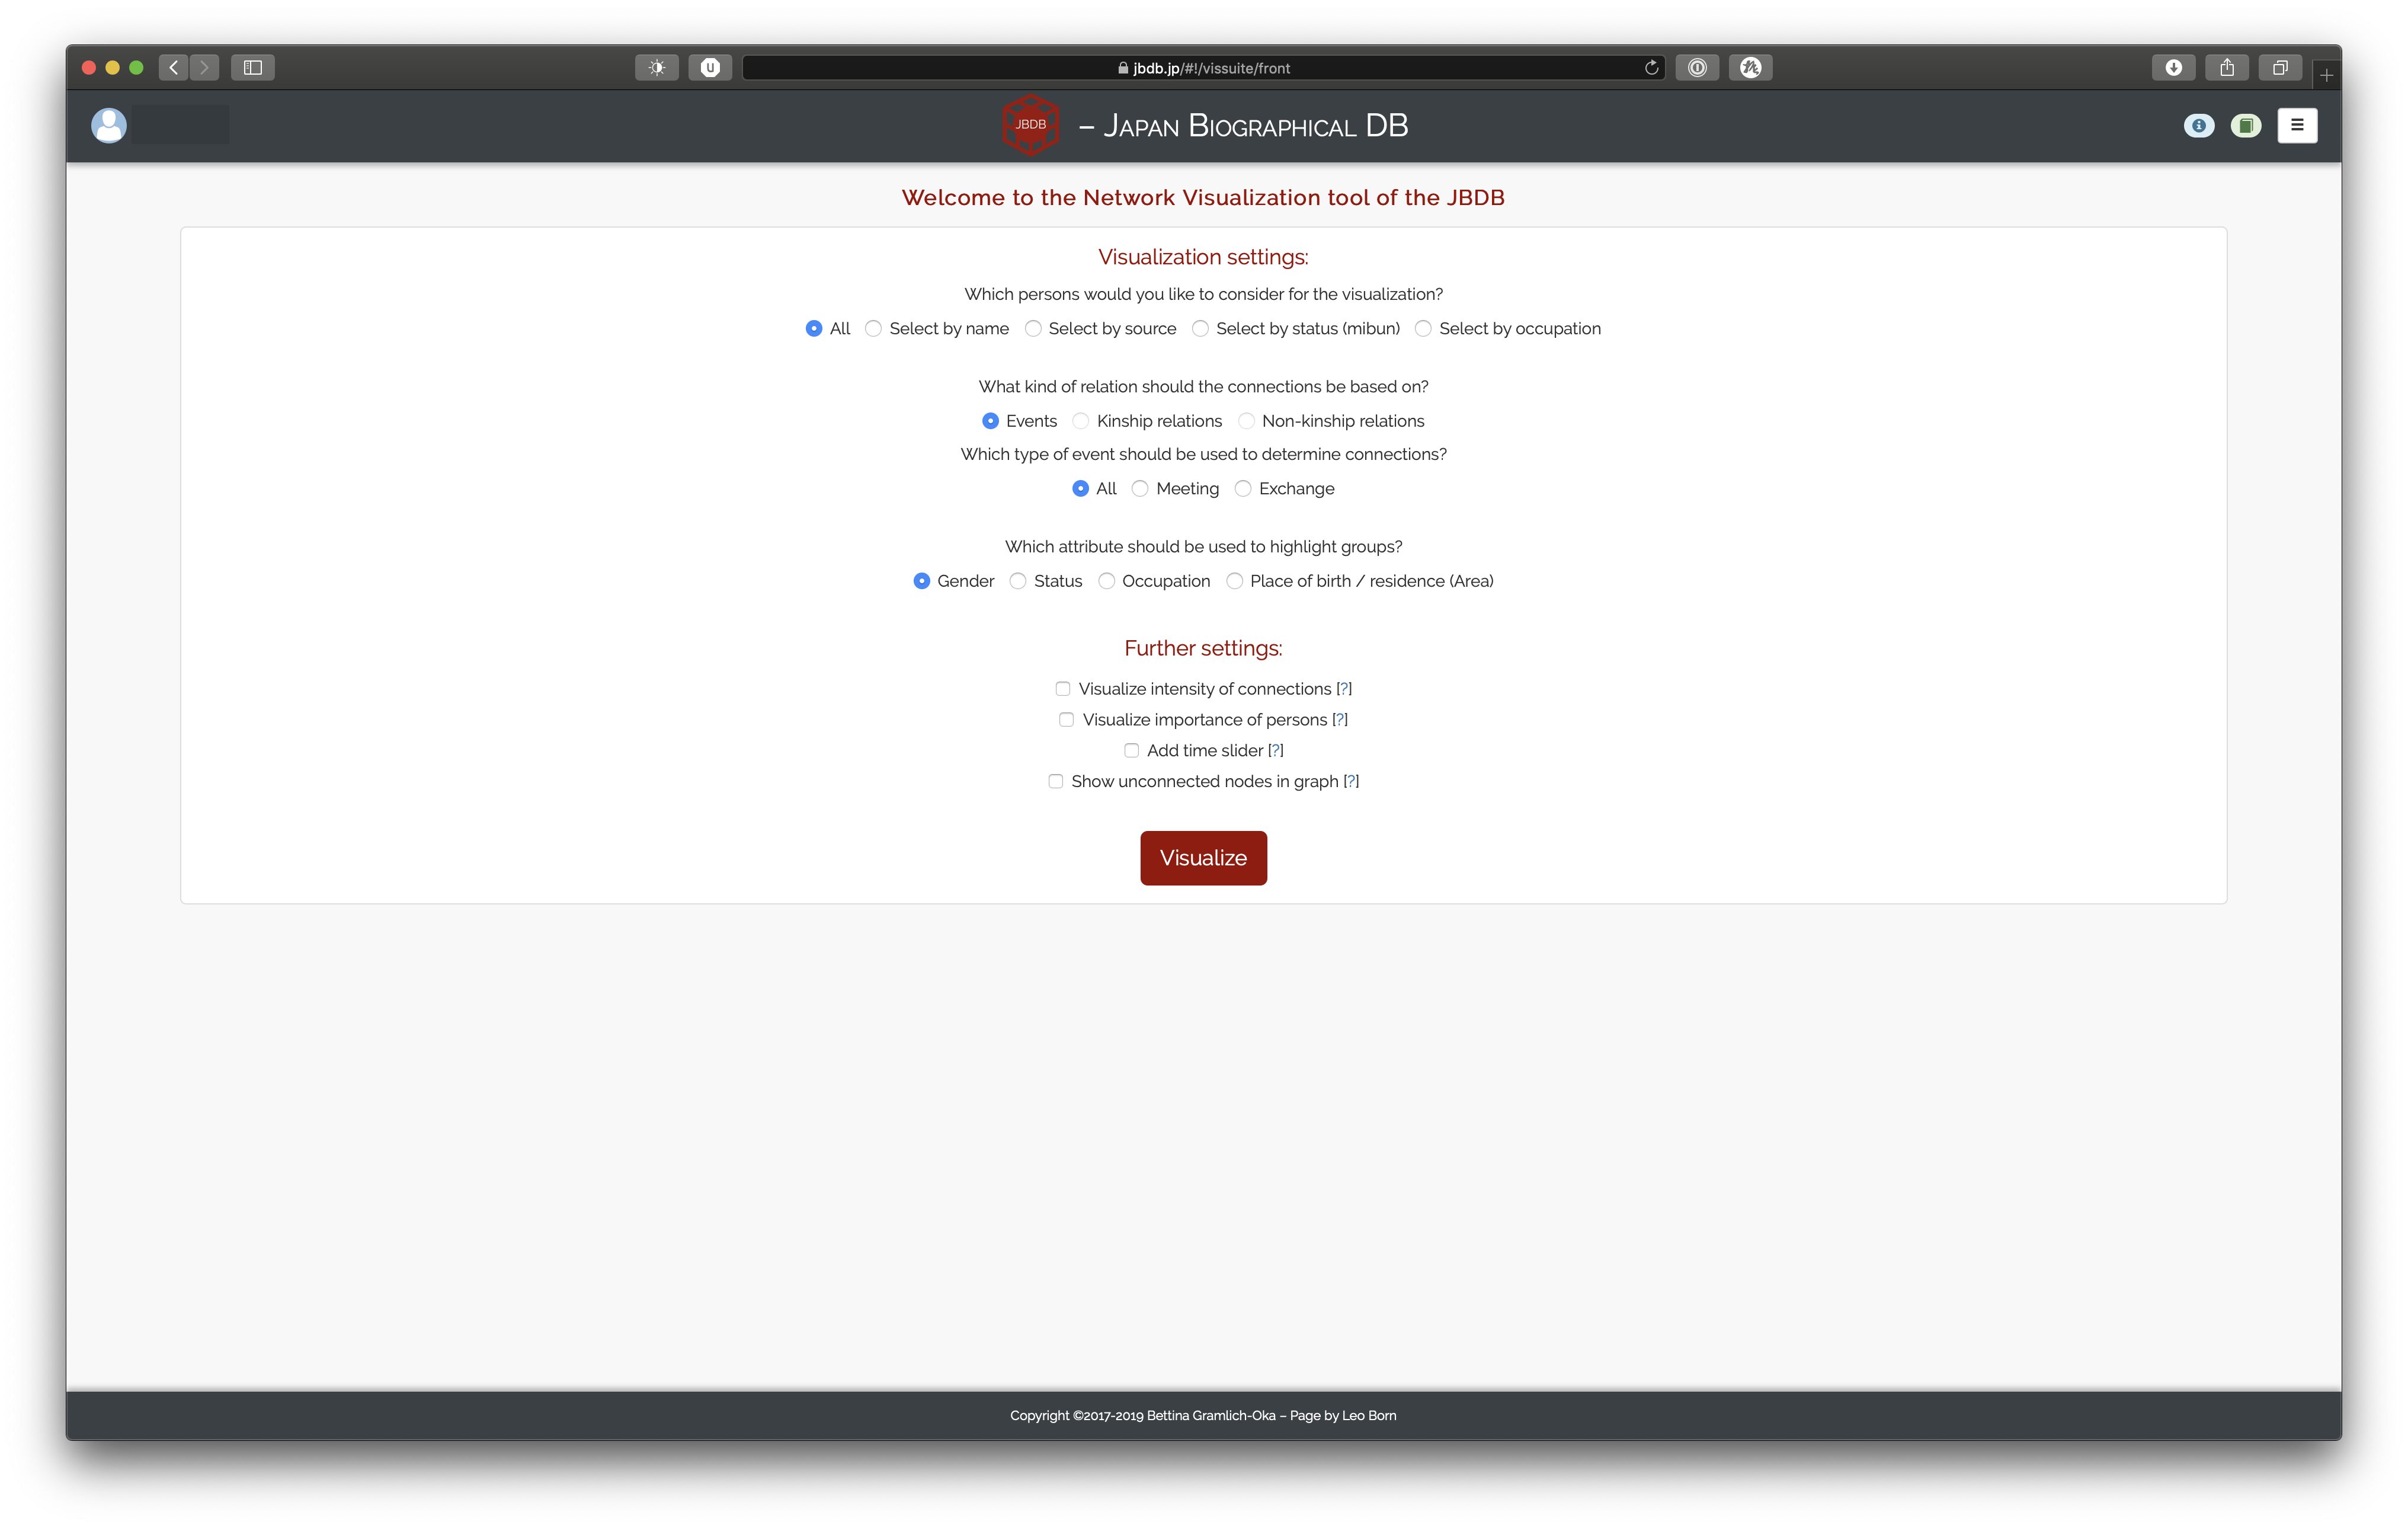 jbdb.jp/#!/vissuite/front
JBDB – Japan Biographical DB
Welcome to the Network Visualization tool of the JBDB
Visualization settings:
Which persons would you like to consider for the visualization?
All Select by name Select by source Select by status (mibun) Select by occupation
What kind of relation should the connections be based on?
Events Kinship relations Non-kinship relations
Which type of event should be used to determine connections?
All Meeting Exchange
Which attribute should be used to highlight groups?
Gender Status Occupation Place of birth / residence (Area)
Further settings:
Visualize intensity of connections [?]
Visualize importance of persons [?]
Add time slider [?]
Show unconnected nodes in graph [?]
Visualize
Copyright ©2017-2019 Bettina Gramlich-Oka – Page by Leo Born